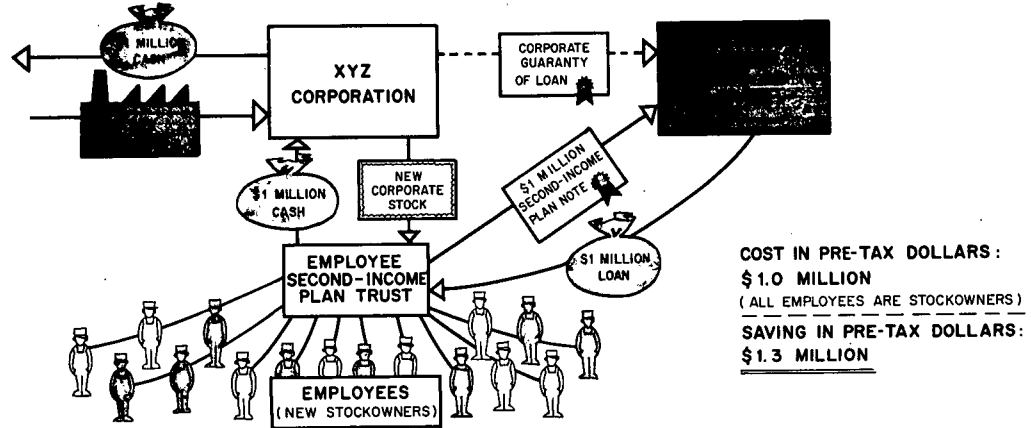 MILLION
CASH
XYZ
CORPORATION
CORPORATE
GUARANTY
OF LOAN
$1 MILLION
CASH
NEW
CORPORATE
STOCK
$1 MILLION
SECOND-INCOME
PLAN NOTE
EMPLOYEE
SECOND-INCOME
PLAN TRUST
$1 MILLION
LOAN
EMPLOYEES
(NEW STOCKOWNERS)
COST IN PRE-TAX DOLLARS:
$1.0 MILLION
(ALL EMPLOYEES ARE STOCKOWNERS)
SAVING IN PRE-TAX DOLLARS:
$1.3 MILLION